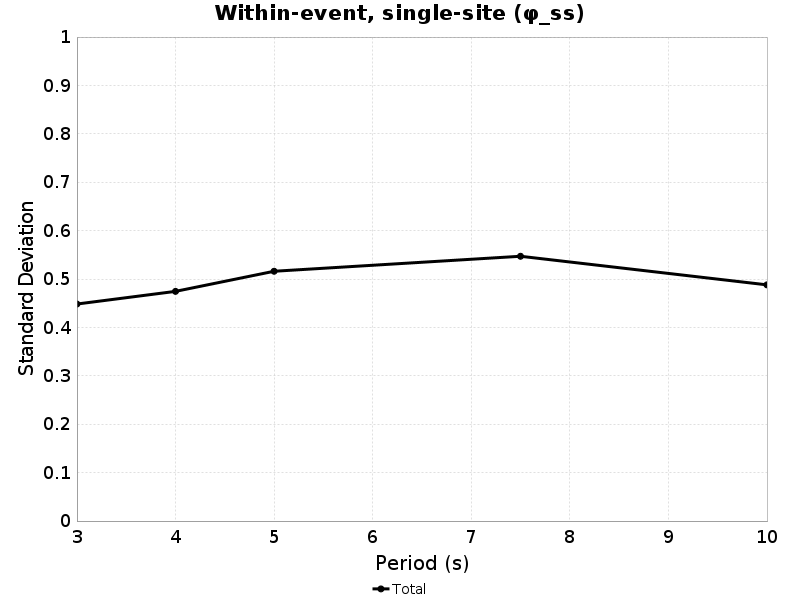 Within-event, single-site (φ_ss)
1
0.9
0.8
0.7
0.6
0.5
0.4
0.3
0.2
0.1
0
Standard Deviation
3 4 5 6 7 8 9 10
Period (s)
Total